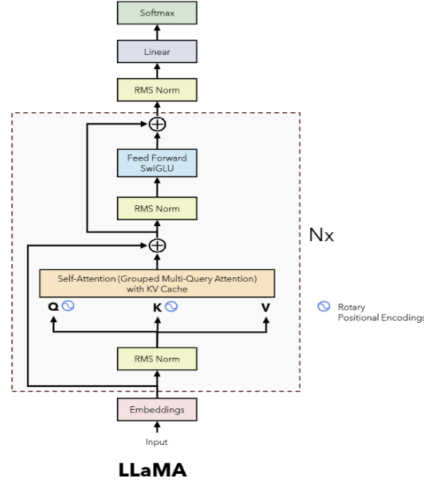 Softmax
Linear
RMS Norm
Feed Forward
SwiGLU
RMS Norm
Nx
Self-Attention (Grouped Multi-Query Attention)
with KV Cache
Q K V
Rotary
Positional Encodings
RMS Norm
Embeddings
Input
LLaMA